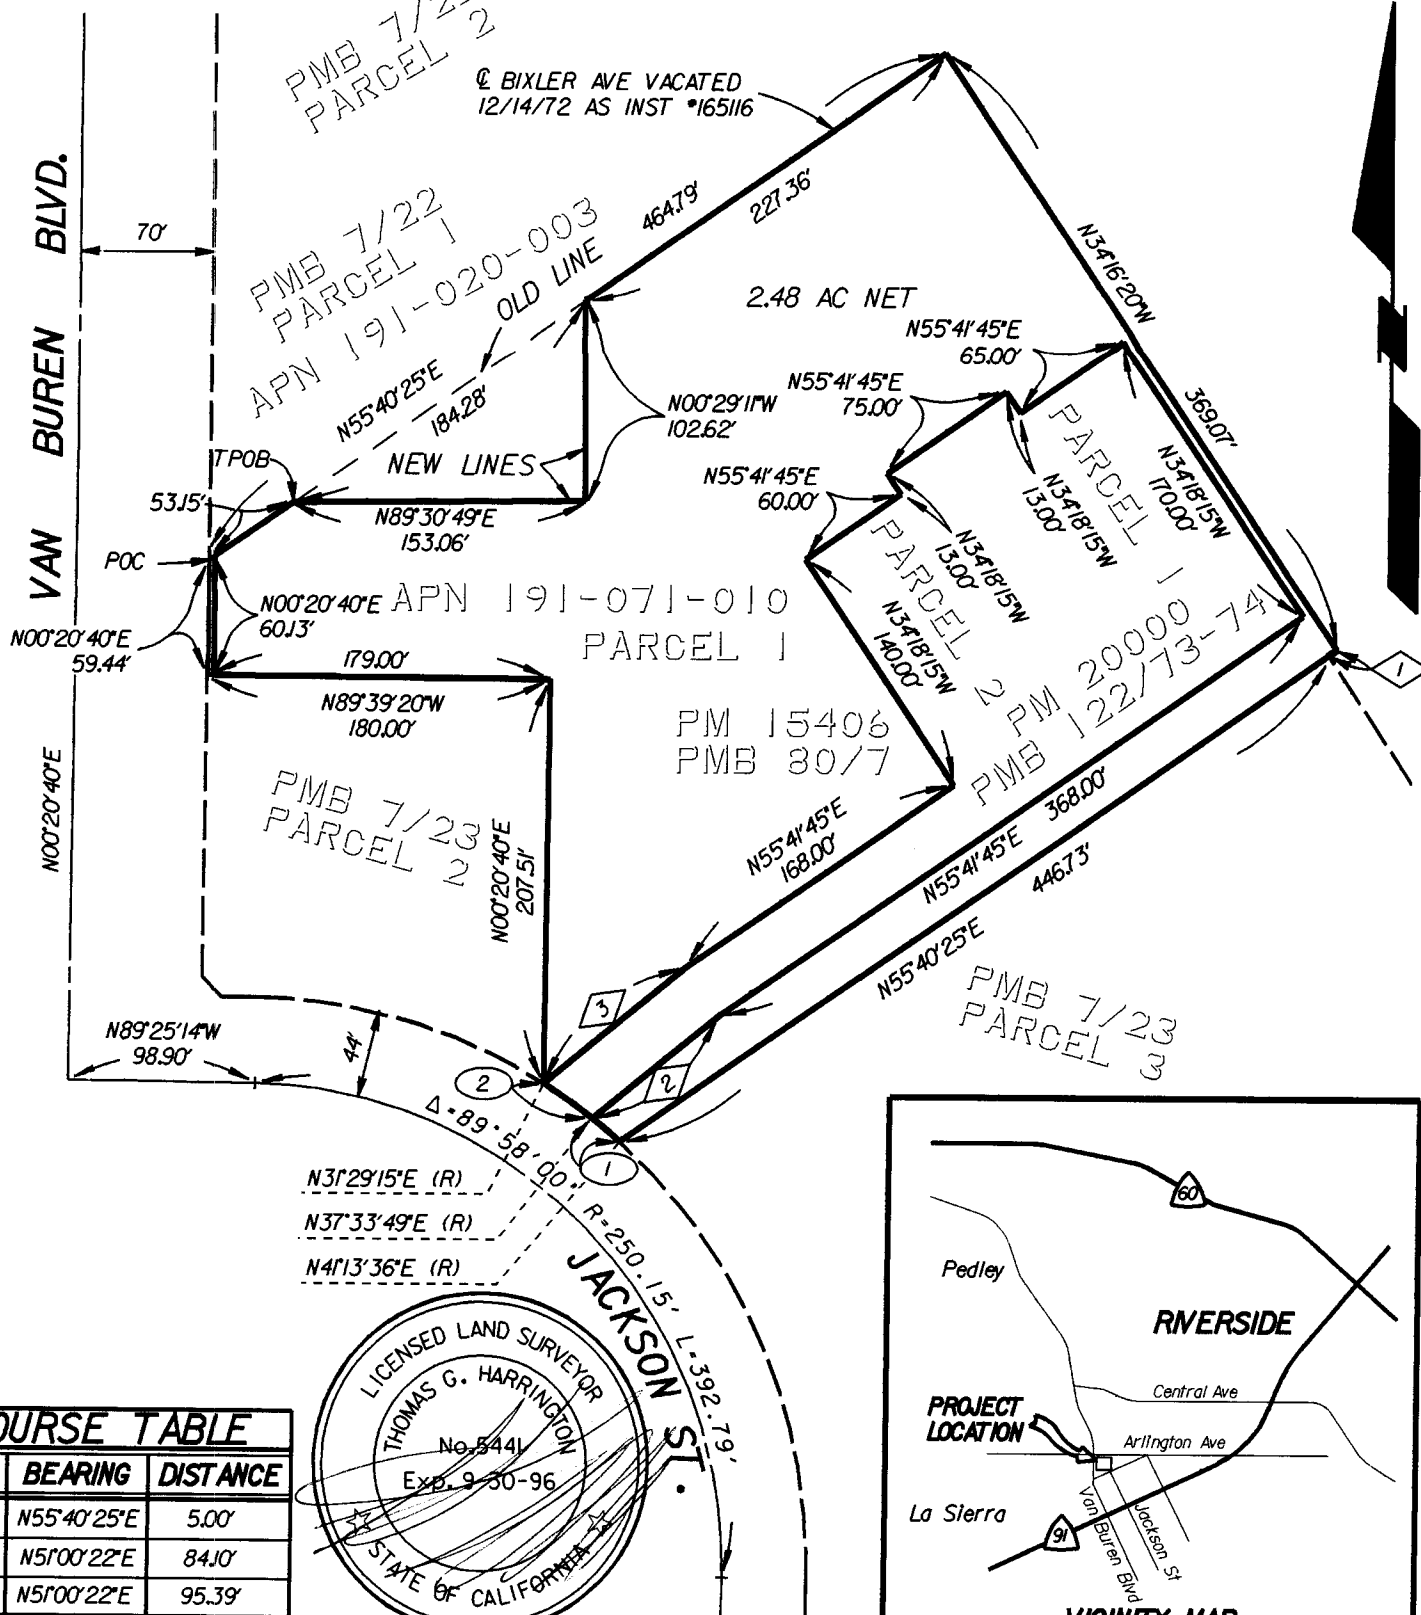 PMB 7/2
PARCEL 2
℄ BIXLER AVE VACATED
12/14/72 AS INST #165116
VAN BUREN BLVD.
70'
PMB 7/22
PARCEL 1
APN 191-020-003
OLD LINE
464.79'
227.36'
N34°16'20"W
369.07'
2.48 AC NET
N55°41'45"E
65.00'
N55°41'45"E
75.00'
N55°41'45"E
60.00'
N55°40'25"E
184.28'
N00°29'11"W
102.62'
TPOB
NEW LINES
53.15'
N89°30'49"E
153.06'
POC
N00°20'40"E
60.13'
N00°20'40"E
59.44'
APN 191-071-010
PARCEL 1
PARCEL 1
N34°18'15"W
170.00'
N34°18'15"W
13.00'
N34°18'15"W
13.00'
PARCEL 2
N34°18'15"W
140.00'
PM 20000
PMB 122/73-74
1
179.00'
N89°39'20"W
180.00'
PM 15406
PMB 80/7
N00°20'40"E
PMB 7/23
PARCEL 2
N00°20'40"E
207.51'
N55°41'45"E
168.00'
N55°41'45"E 368.00'
N55°40'25"E 446.73'
PMB 7/23
PARCEL 3
3
2
N89°25'14"W
98.90'
44'
2
1
Δ=89°58'00" R=250.15' L=392.79'
N31°29'15"E (R)
N37°33'49"E (R)
N41°13'36"E (R)
JACKSON ST.
LICENSED LAND SURVEYOR
THOMAS G. HARRINGTON
No. 5441
Exp. 9-30-96
STATE OF CALIFORNIA
OURSE TABLE
BEARING DISTANCE
N55°40'25"E 5.00'
N51°00'22"E 84.10'
N51°00'22"E 95.39'
60
Pedley
RIVERSIDE
Central Ave
PROJECT
LOCATION
Arlington Ave
La Sierra
91
Van Buren Blvd
Jackson St
VICINITY MAP